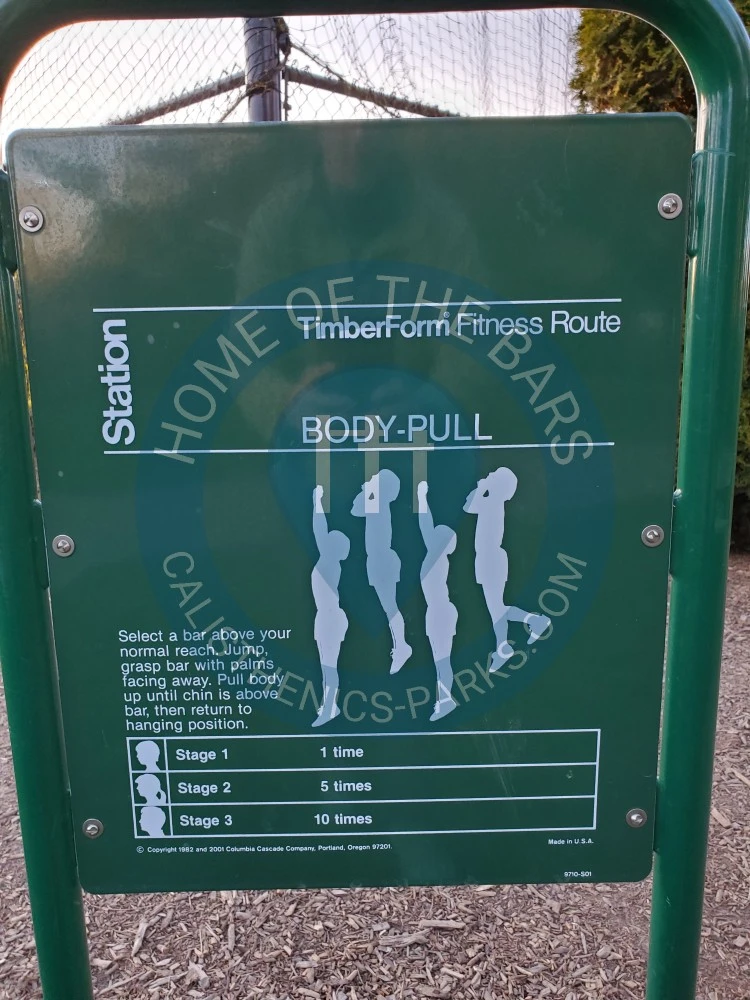 TimberForm® Fitness Route
Station
BODY-PULL
Select a bar above your
normal reach. Jump,
grasp bar with palms
facing away. Pull body
up until chin is above
bar, then return to
hanging position.
Stage 1 1 time
Stage 2 5 times
Stage 3 10 times
© Copyright 1982 and 2001 Columbia Cascade Company, Portland, Oregon 97201.
Made in U.S.A.
9710-S01
HOME OF THE BARS
CALISTHENICS-PARKS.COM